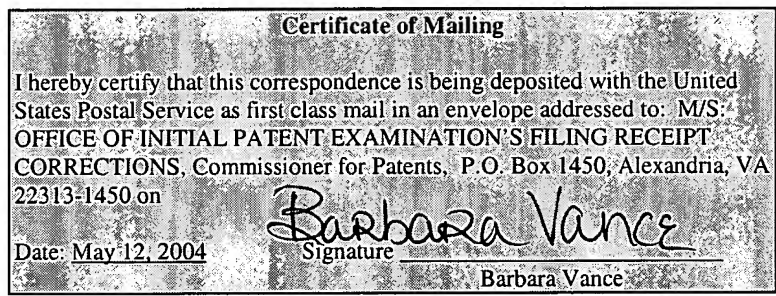 Certificate of Mailing
I hereby certify that this correspondence is being deposited with the United
States Postal Service as first class mail in an envelope addressed to: M/S:
OFFICE OF INITIAL PATENT EXAMINATION'S FILING RECEIPT
CORRECTIONS, Commissioner for Patents, P.O. Box 1450, Alexandria, VA
22313-1450 on
Barbara Vance
Date: May 12, 2004 Signature
Barbara Vance